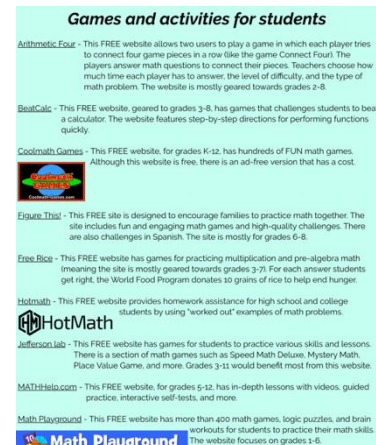 Games and activities for students
Arithmetic Four - This FREE website allows two users to play a game in which each player tries
to connect four game pieces in a row (like the game Connect Four). The
players answer math questions to connect their pieces. Teachers choose how
much time each player has to answer, the level of difficulty, and the type of
math problem. The website is mostly geared towards grades 2-8.
BeatCalc - This FREE website, geared to grades 3-8, has games that challenges students to bea
a calculator. The website features step-by-step directions for performing functions
quickly.
Coolmath Games - This FREE website, for grades K-12, has hundreds of FUN math games.
Although this website is free, there is an ad-free version that has a cost.
Coolmath
GAMES
Coolmath-Games.com
Figure This! - This FREE site is designed to encourage families to practice math together. The
site includes fun and engaging math games and high-quality challenges. There
are also challenges in Spanish. The site is mostly for grades 6-8.
Free Rice - This FREE website has games for practicing multiplication and pre-algebra math
(meaning the site is mostly geared towards grades 3-7). For each answer students
get right, the World Food Program donates 10 grains of rice to help end hunger.
Hotmath - This FREE website provides homework assistance for high school and college
students by using "worked out" examples of math problems.
HM HotMath
Jefferson lab - This FREE website has games for students to practice various skills and lessons.
There is a section of math games such as Speed Math Deluxe, Mystery Math,
Place Value Game, and more. Grades 3-11 would benefit most from this website.
MATHHelp.com - This FREE website, for grades 5-12, has in-depth lessons with videos, guided
practice, interactive self-tests, and more.
Math Playground - This FREE website has more than 400 math games, logic puzzles, and brain
workouts for students to practice their math skills.
10 Math Playground The website focuses on grades 1-6.